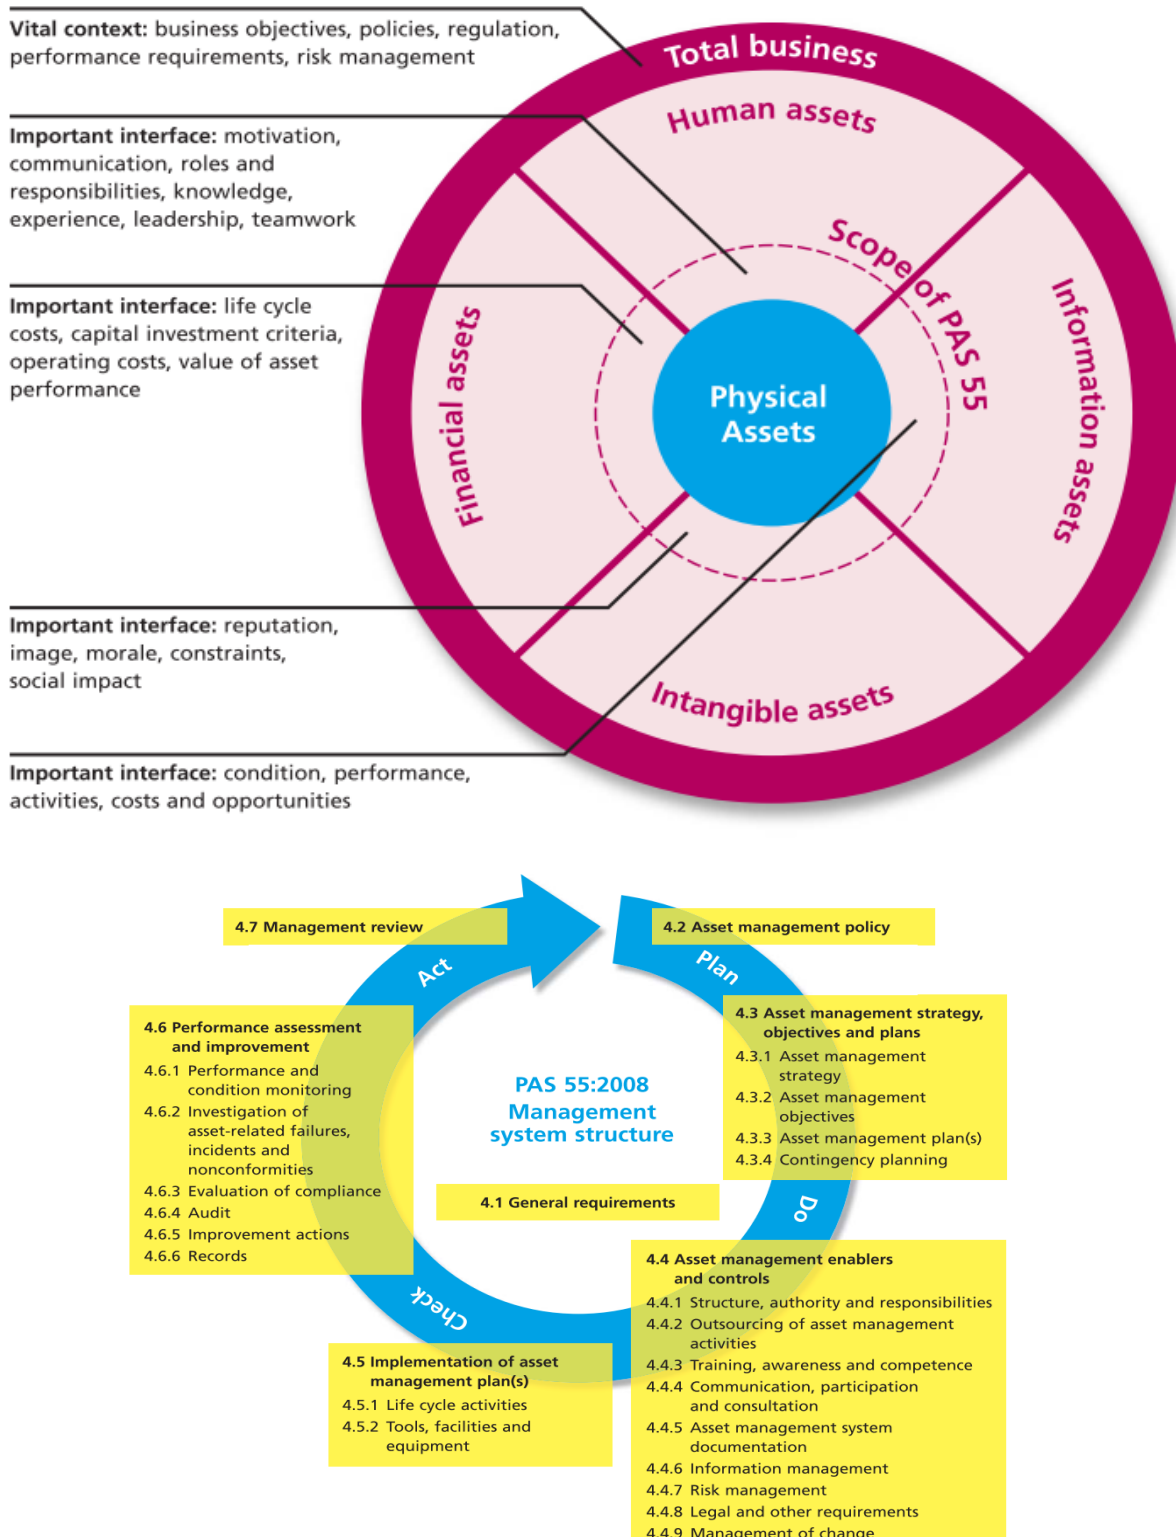 Vital context: business objectives, policies, regulation,
performance requirements, risk management
Important interface: motivation,
communication, roles and
responsibilities, knowledge,
experience, leadership, teamwork
Important interface: life cycle
costs, capital investment criteria,
operating costs, value of asset
performance
Important interface: reputation,
image, morale, constraints,
social impact
Important interface: condition, performance,
activities, costs and opportunities
Total business
Human assets
Scope of PAS 55
Information assets
Financial assets
Physical
Assets
Intangible assets
4.7 Management review
4.2 Asset management policy
Act
Plan
4.6 Performance assessment
and improvement
4.6.1 Performance and
condition monitoring
4.6.2 Investigation of
asset-related failures,
incidents and
nonconformities
4.6.3 Evaluation of compliance
4.6.4 Audit
4.6.5 Improvement actions
4.6.6 Records
PAS 55:2008
Management
system structure
4.1 General requirements
4.3 Asset management strategy,
objectives and plans
4.3.1 Asset management
strategy
4.3.2 Asset management
objectives
4.3.3 Asset management plan(s)
4.3.4 Contingency planning
Do
Check
4.5 Implementation of asset
management plan(s)
4.5.1 Life cycle activities
4.5.2 Tools, facilities and
equipment
4.4 Asset management enablers
and controls
4.4.1 Structure, authority and responsibilities
4.4.2 Outsourcing of asset management
activities
4.4.3 Training, awareness and competence
4.4.4 Communication, participation
and consultation
4.4.5 Asset management system
documentation
4.4.6 Information management
4.4.7 Risk management
4.4.8 Legal and other requirements
4.4.9 Management of change